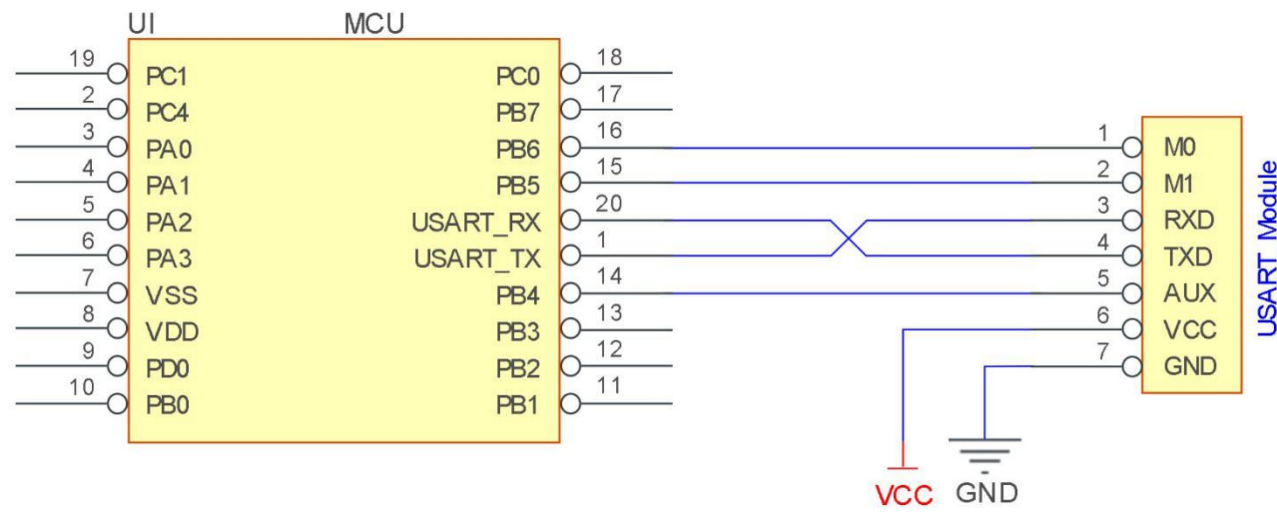 UI MCU
19 PC1 PC0 18
2 PC4 PB7 17
3 PA0 PB6 16 1 M0
4 PA1 PB5 15 2 M1
5 PA2 USART_RX 20 3 RXD
6 PA3 USART_TX 1 4 TXD
7 VSS PB4 14 5 AUX
8 VDD PB3 13 6 VCC
9 PD0 PB2 12 7 GND
10 PB0 PB1 11
USART_Module
VCC GND